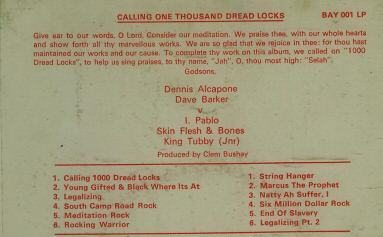 CALLING ONE THOUSAND DREAD LOCKS BAY 001 LP
Give ear to our words, O Lord, Consider our meditation. We praise thee, with our whole hearts
and show forth all thy marvellous works. We are so glad that we rejoice in thee: for thou hast
maintained our works and our cause. To complete thy work on this album, we called on "1000
Dread Locks", to help us sing praises, to thy name, "Jah", O, thou most high: "Selah".
Godsons.
Dennis Alcapone
Dave Barker
v
I. Pablo
Skin Flesh & Bones
King Tubby (Jnr)
Produced by Clem Bushay
1. Calling 1000 Dread Locks
2. Young Gifted & Black Where Its At
3. Legalizing
4. South Camp Road Rock
5. Meditation Rock
6. Rocking Warrior
1. String Hanger
2. Marcus The Prophet
3. Natty Ah Suffer, I
4. Six Million Dollar Rock
5. End Of Slavery
6. Legalizing Pt. 2